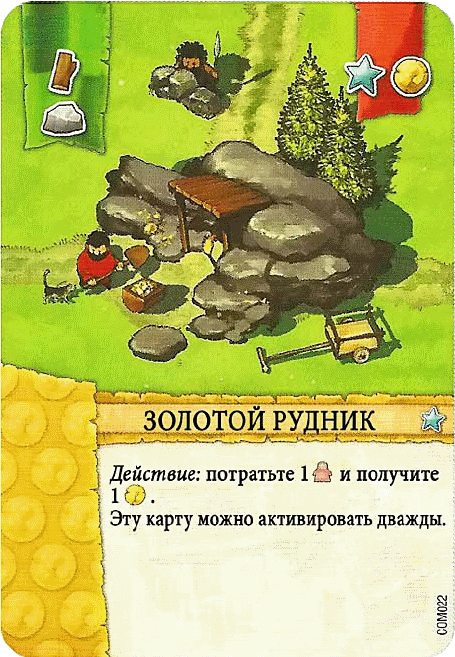 ЗОЛОТОЙ РУДНИК
Действие: потратьте 1 и получите
1 .
Эту карту можно активировать дважды.
COM022